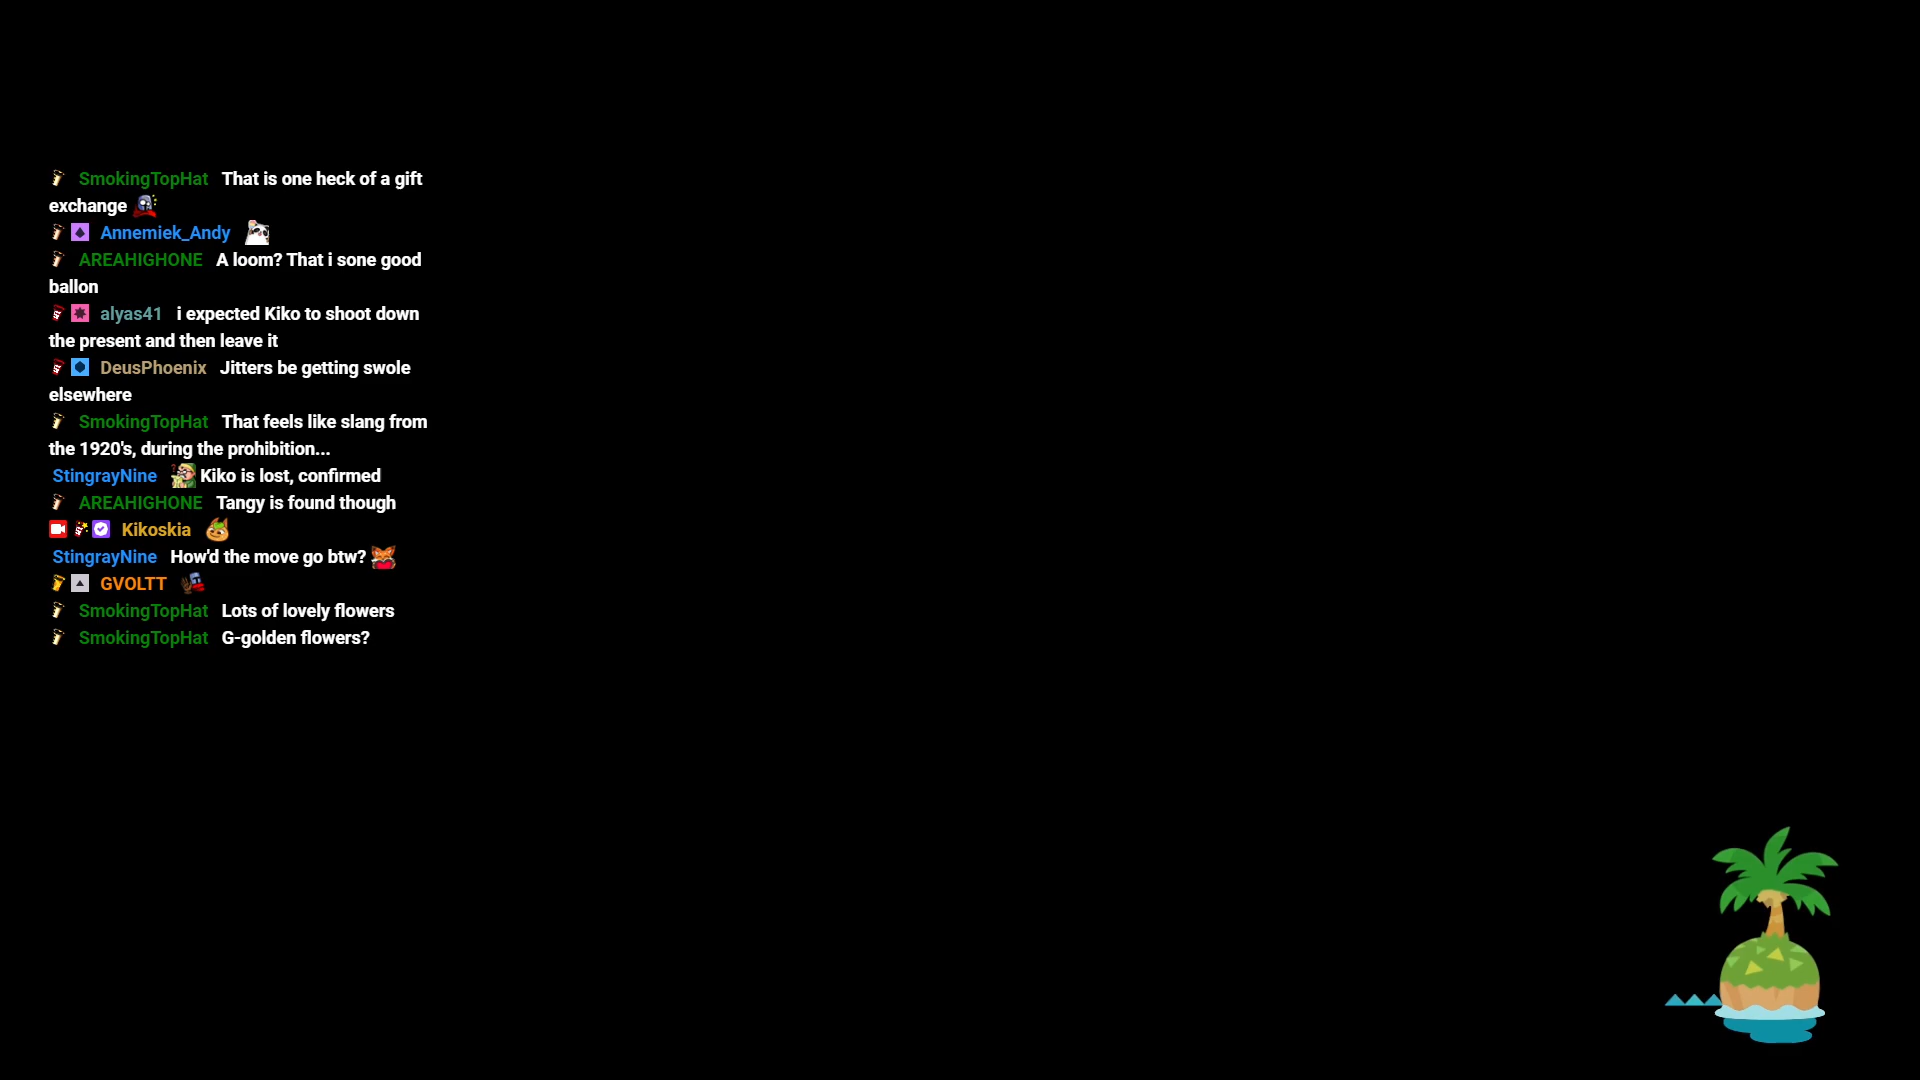 SmokingTopHat That is one heck of a gift
exchange
Annemiek_Andy
AREAHIGHONE A loom? That i sone good
ballon
alyas41 i expected Kiko to shoot down
the present and then leave it
DeusPhoenix Jitters be getting swole
elsewhere
SmokingTopHat That feels like slang from
the 1920's, during the prohibition...
StingrayNine Kiko is lost, confirmed
AREAHIGHONE Tangy is found though
Kikoskia
StingrayNine How'd the move go btw?
GVOLTT
SmokingTopHat Lots of lovely flowers
SmokingTopHat G-golden flowers?